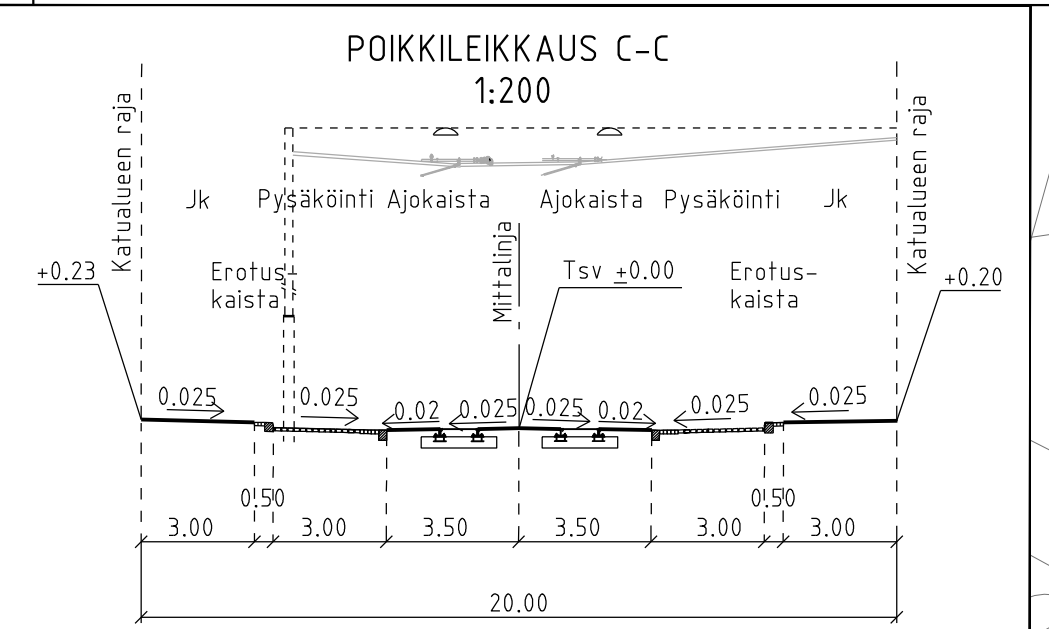 POIKKILEIKKAUS C-C
1:200
Katualueen raja
Katualueen raja
Jk
Pysäköinti
Ajokaista
Ajokaista
Pysäköinti
Jk
Mittalinja
+0.23
Erotus-
kaista
Tsv ±0.00
Erotus-
kaista
+0.20
0.025
0.025
0.02
0.025
0.025
0.02
0.025
0.025
0.50
0.50
3.00
3.00
3.50
3.50
3.00
3.00
20.00